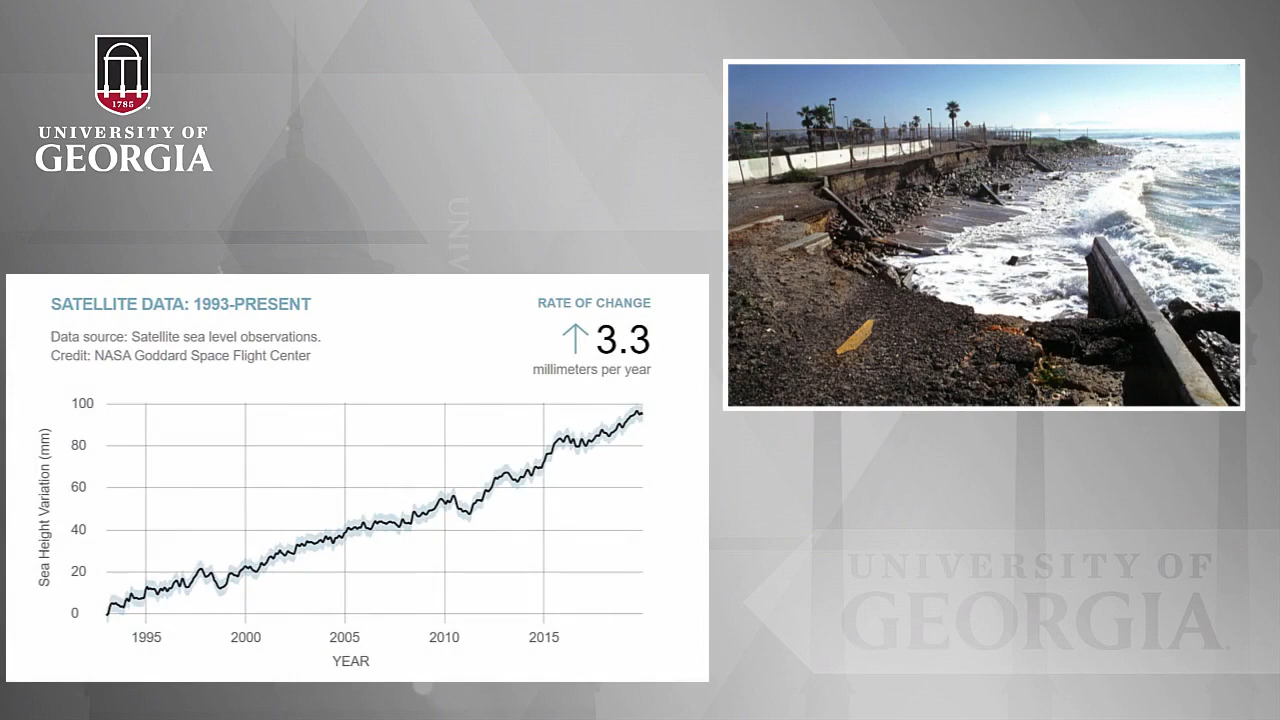 1785
UNIVERSITY OF
GEORGIA
UNIV
SATELLITE DATA: 1993-PRESENT
Data source: Satellite sea level observations.
Credit: NASA Goddard Space Flight Center
RATE OF CHANGE
↑ 3.3
millimeters per year
Sea Height Variation (mm)
100
80
60
40
20
0
1995 2000 2005 2010 2015
YEAR
UNIVERSITY OF
GEORGIA